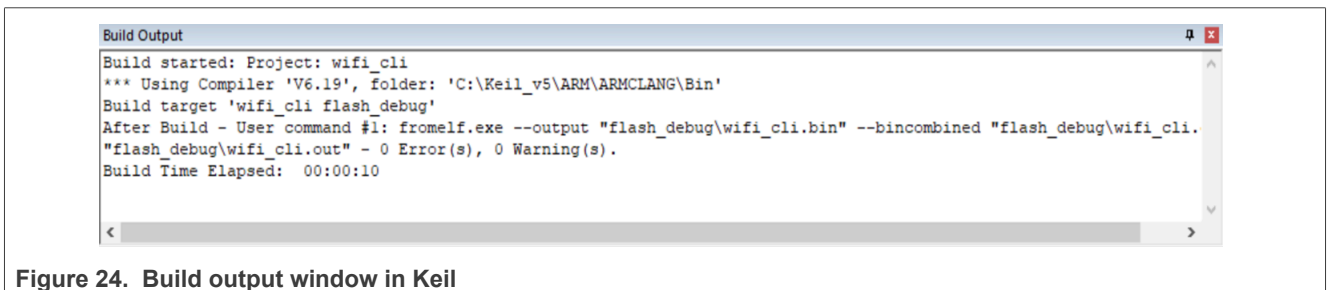 Build Output
Build started: Project: wifi_cli
*** Using Compiler 'V6.19', folder: 'C:\Keil_v5\ARM\ARMCLANG\Bin'
Build target 'wifi_cli flash_debug'
After Build - User command #1: fromelf.exe --output "flash_debug\wifi_cli.bin" --bincombined "flash_debug\wifi_cli.
"flash_debug\wifi_cli.out" - 0 Error(s), 0 Warning(s).
Build Time Elapsed:  00:00:10
Figure 24. Build output window in Keil